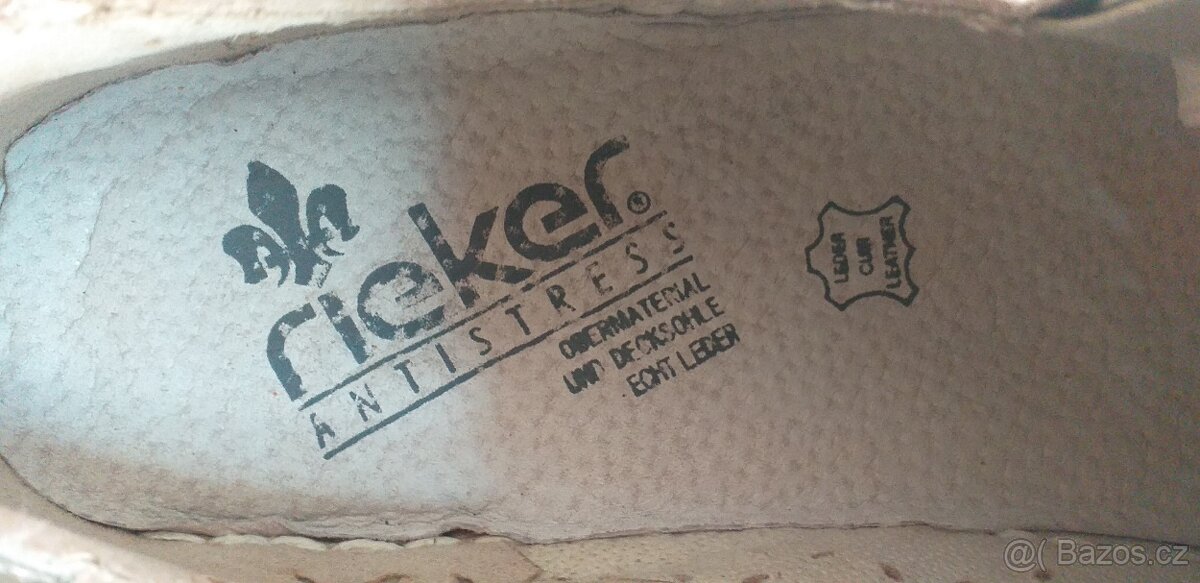 rieker®
ANTISTRESS
OBERMATERIAL
UND DECKSOHLE
ECHT LEDER
LEDER
CUIR
LEATHER
@( Bazos.cz